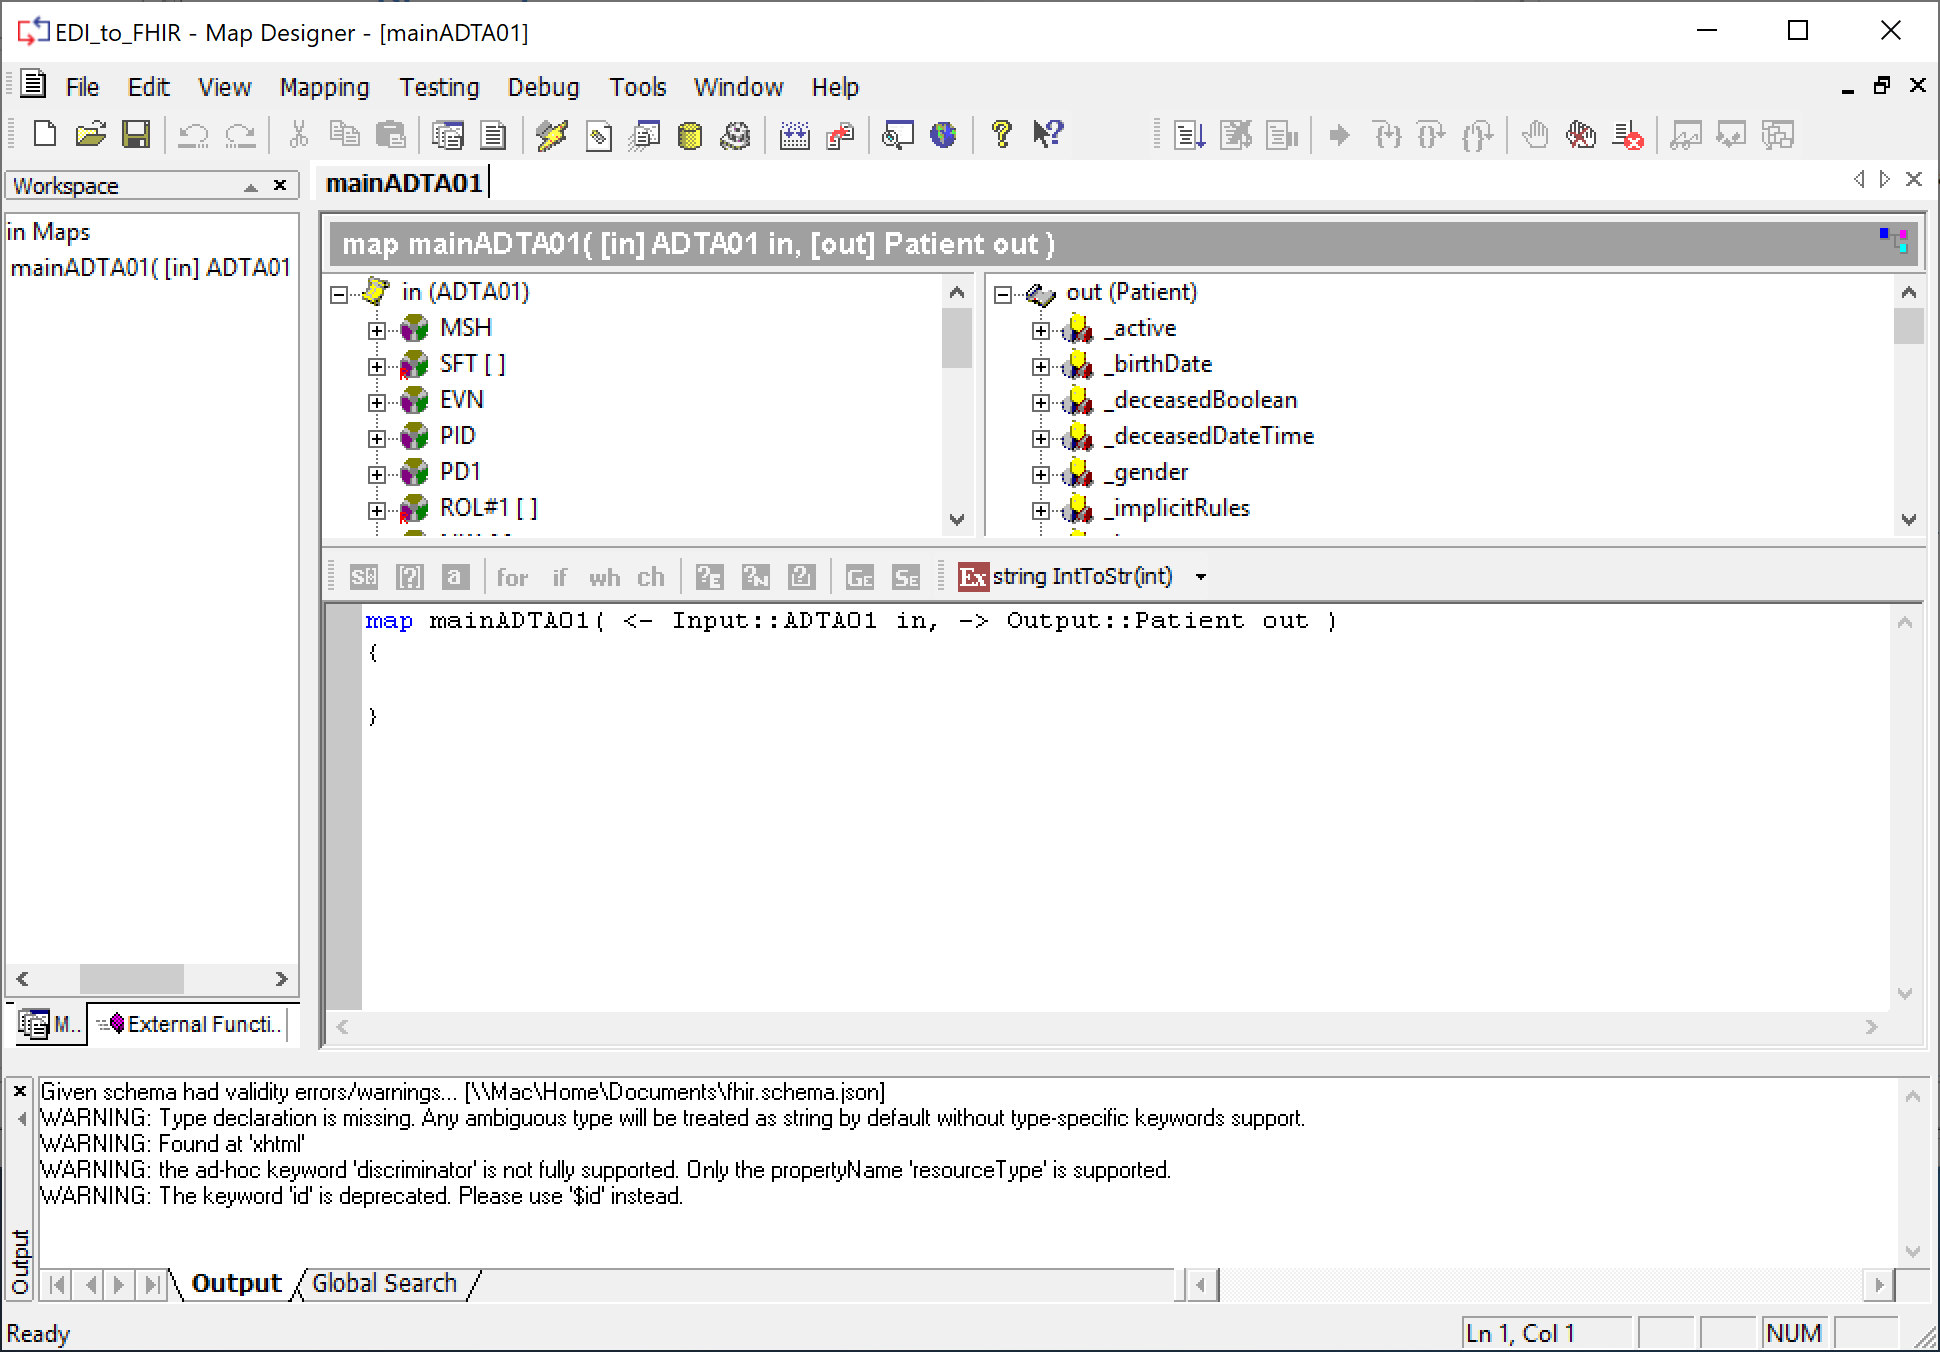 EDI_to_FHIR - Map Designer - [mainADTA01]
File Edit View Mapping Testing Debug Tools Window Help
Workspace
mainADTA01
in Maps
mainADTA01( [in] ADTA01
map mainADTA01( [in] ADTA01 in, [out] Patient out )
in (ADTA01)
MSH
SFT [ ]
EVN
PID
PD1
ROL#1 [ ]
out (Patient)
_active
_birthDate
_deceasedBoolean
_deceasedDateTime
_gender
_implicitRules
for if wh ch ?E ?N GE SE Ex string IntToStr(int)
map mainADTA01( <- Input::ADTA01 in, -> Output::Patient out )
{
}
M.. External Functi..
Given schema had validity errors/warnings... [\\Mac\Home\Documents\fhir.schema.json]
WARNING: Type declaration is missing. Any ambiguous type will be treated as string by default without type-specific keywords support.
WARNING: Found at 'xhtml'
WARNING: the ad-hoc keyword 'discriminator' is not fully supported. Only the propertyName 'resourceType' is supported.
WARNING: The keyword 'id' is deprecated. Please use '$id' instead.
Output
Output Global Search
Ready
Ln 1, Col 1
NUM